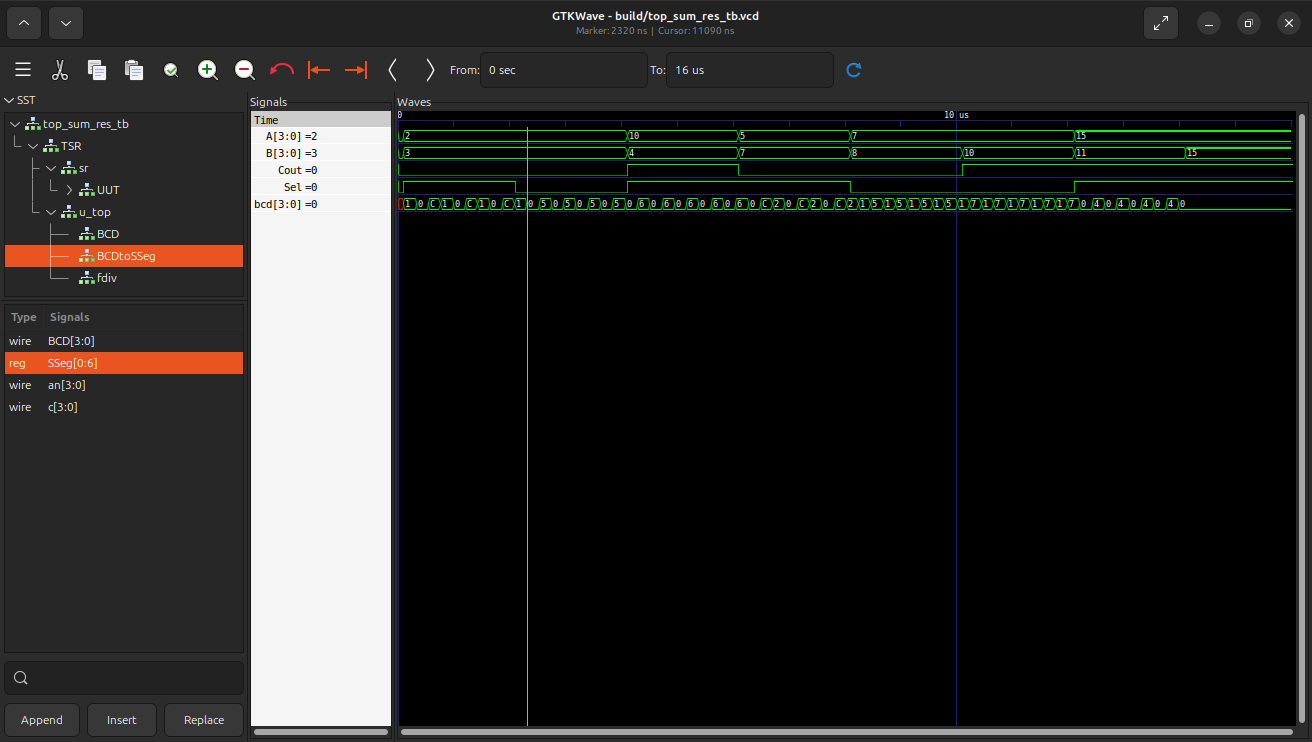 GTKWave - build/top_sum_res_tb.vcd
Marker: 2320 ns | Cursor: 11090 ns
From: 0 sec To: 16 us
SST
top_sum_res_tb
TSR
sr
UUT
u_top
BCD
BCDtoSSeg
fdiv
Type Signals
wire BCD[3:0]
reg SSeg[0:6]
wire an[3:0]
wire c[3:0]
Append Insert Replace
Signals
Time
A[3:0] =2
B[3:0] =3
Cout =0
Sel =0
bcd[3:0] =0
Waves
0 10 us
2 10 5 7 15
3 4 7 8 10 11 15
1 0 C 1 0 C 1 0 C 1 0 5 0 5 0 5 0 5 0 6 0 6 0 6 0 6 0 6 0 C 2 0 C 2 0 C 2 1 5 1 5 1 5 1 5 1 7 1 7 1 7 1 7 1 7 0 4 0 4 0 4 0 4 0